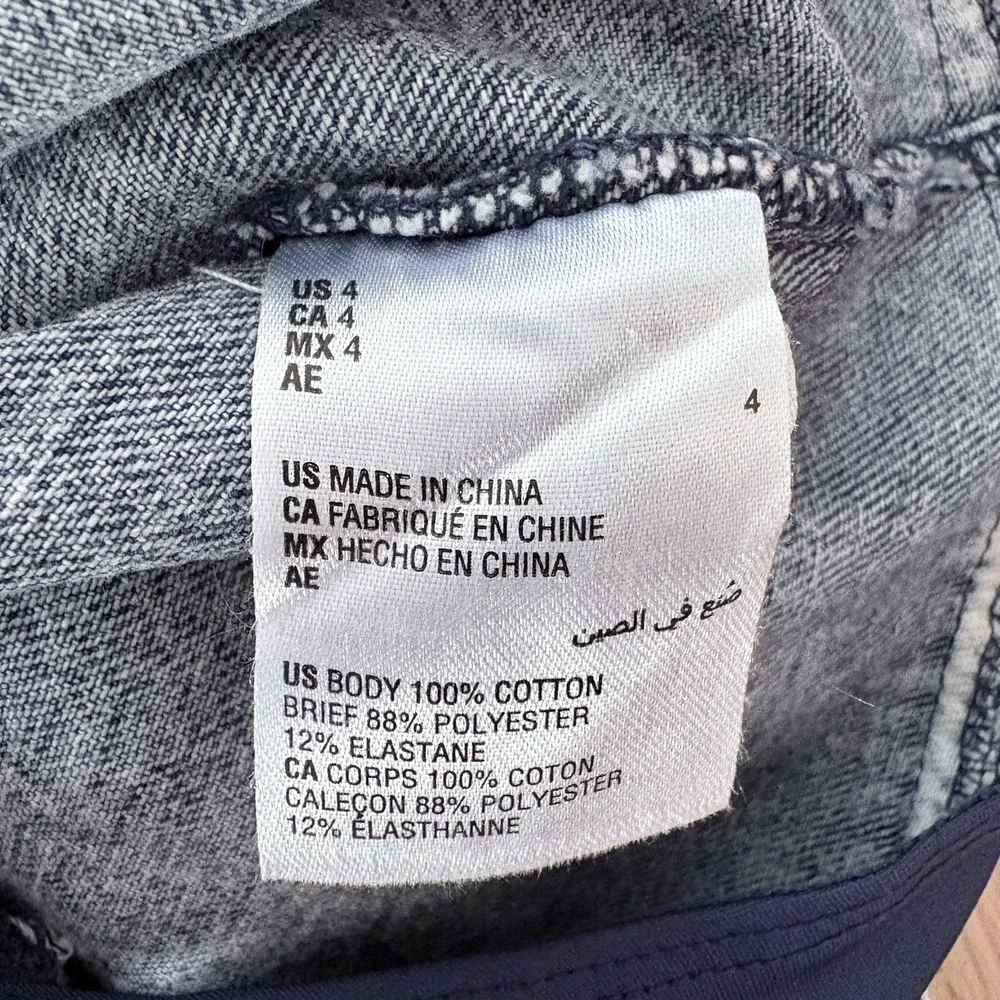 US 4
CA 4
MX 4
AE
4
US MADE IN CHINA
CA FABRIQUÉ EN CHINE
MX HECHO EN CHINA
AE
صُنع في الصين
US BODY 100% COTTON
BRIEF 88% POLYESTER
12% ELASTANE
CA CORPS 100% COTON
CALEÇON 88% POLYESTER
12% ÉLASTHANNE